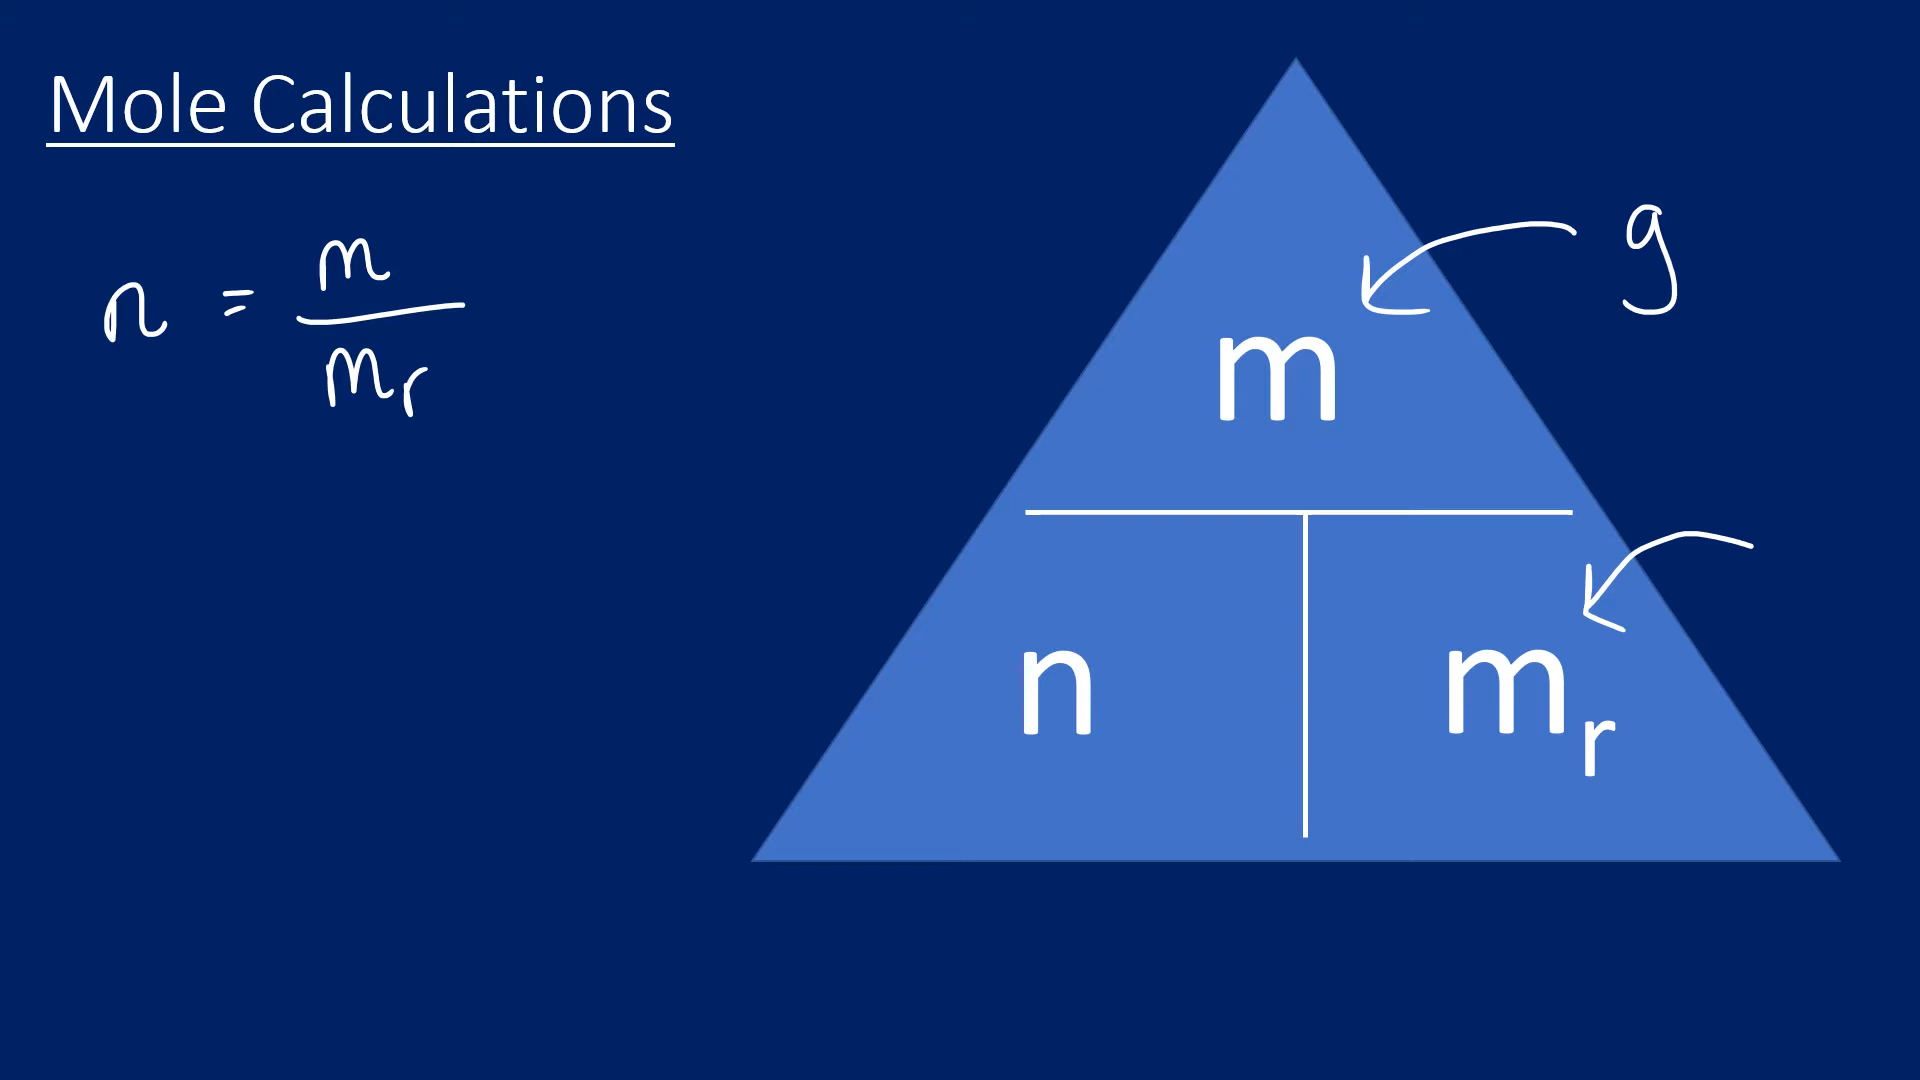 Mole Calculations
n = m
mr
g
m
n
mr